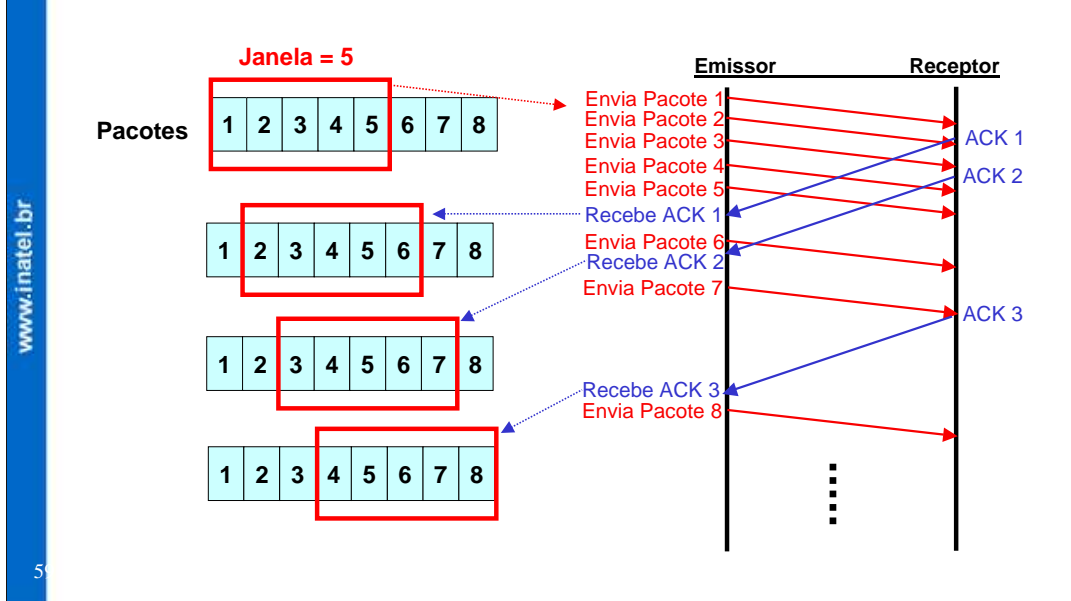 Janela = 5
Pacotes
1 2 3 4 5 6 7 8
1 2 3 4 5 6 7 8
1 2 3 4 5 6 7 8
1 2 3 4 5 6 7 8
Emissor Receptor
Envia Pacote 1
Envia Pacote 2
Envia Pacote 3
ACK 1
Envia Pacote 4
ACK 2
Envia Pacote 5
Recebe ACK 1
Envia Pacote 6
Recebe ACK 2
Envia Pacote 7
ACK 3
Recebe ACK 3
Envia Pacote 8
www.inatel.br